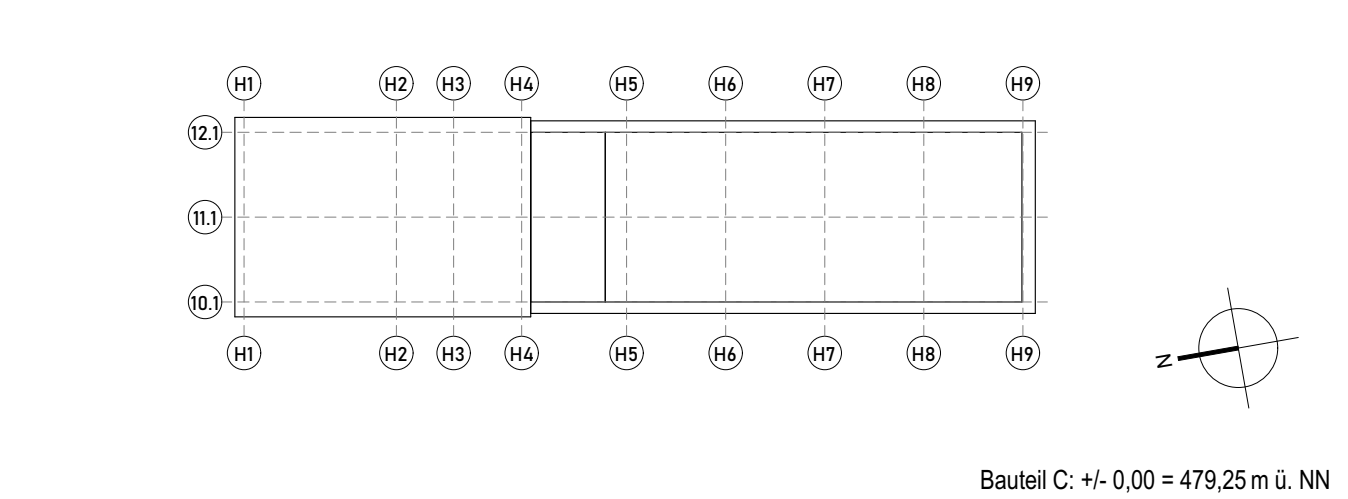 H1 H2 H3 H4 H5 H6 H7 H8 H9
12.1
11.1
10.1
H1 H2 H3 H4 H5 H6 H7 H8 H9
N
Bauteil C: +/- 0,00 = 479,25 m ü. NN